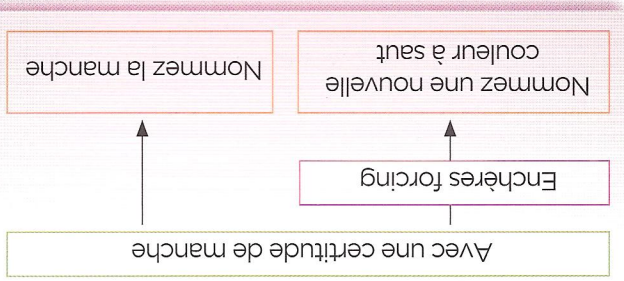 Avec une certitude de manche
Enchères forcing
Nommez une nouvelle
couleur à saut
Nommez la manche